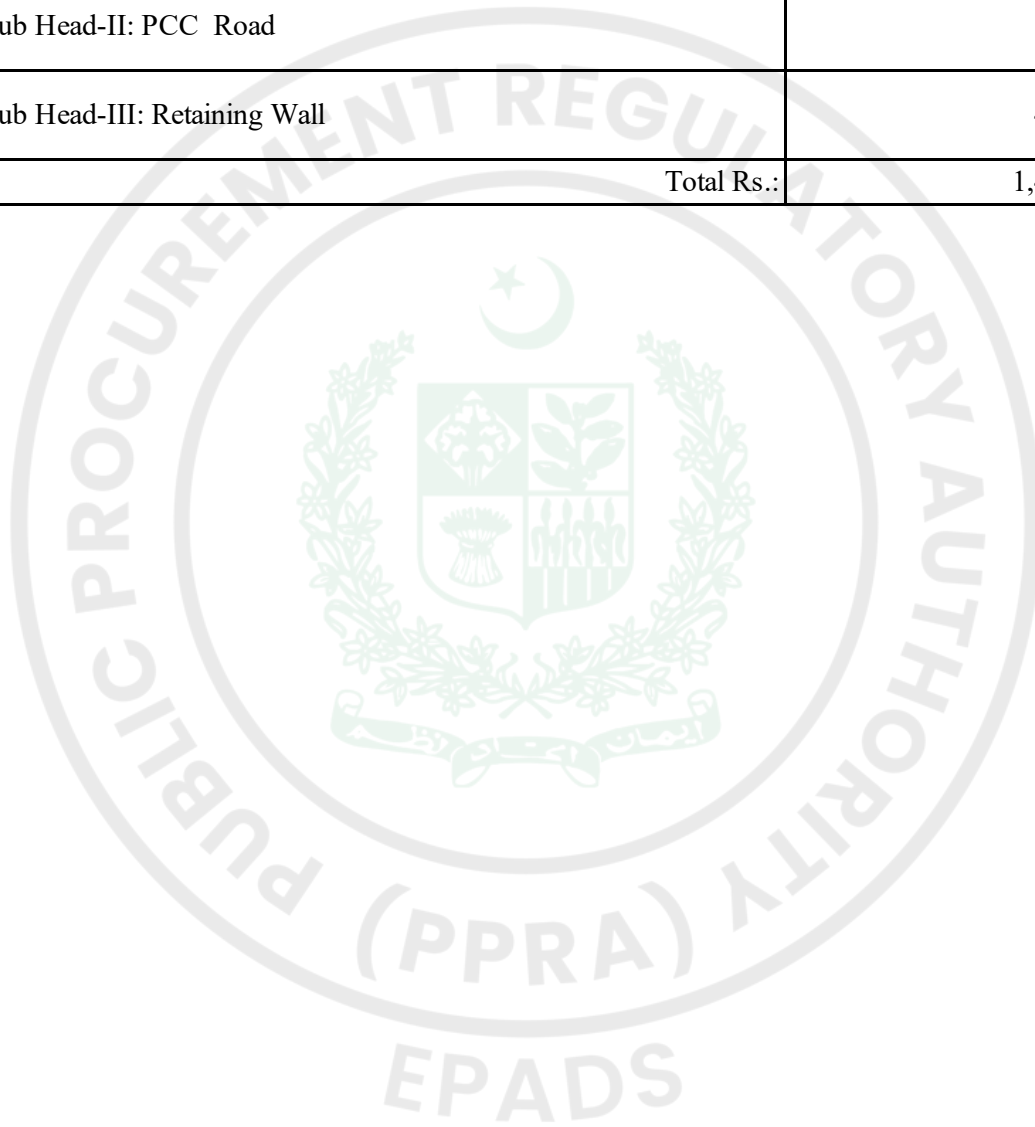 ub Head-II: PCC Road
ub Head-III: Retaining Wall
Total Rs.: 1,
PUBLIC PROCUREMENT REGULATORY AUTHORITY
(PPRA)
EPADS